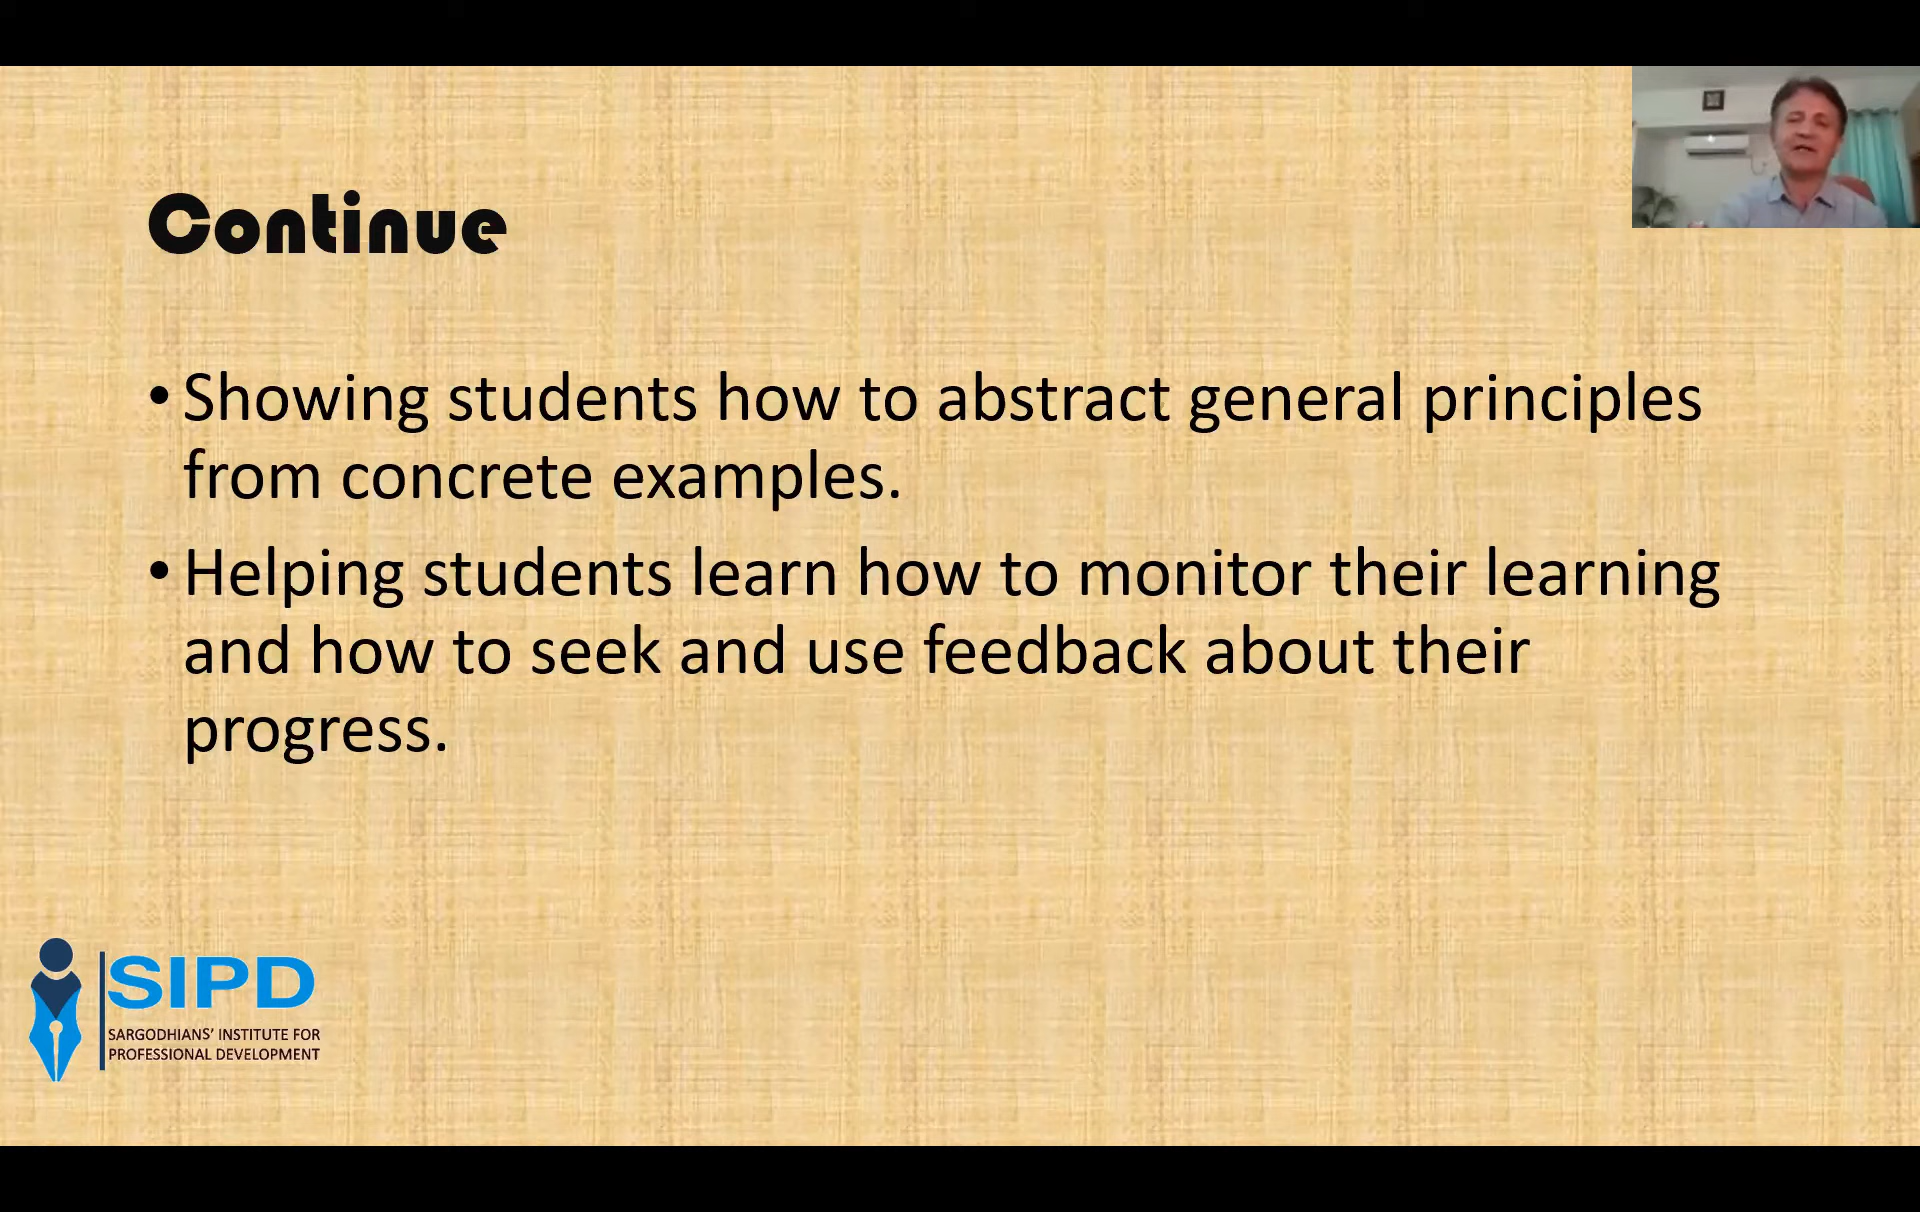 Continue
• Showing students how to abstract general principles
from concrete examples.
• Helping students learn how to monitor their learning
and how to seek and use feedback about their
progress.
SIPD
SARGODHIANS' INSTITUTE FOR
PROFESSIONAL DEVELOPMENT